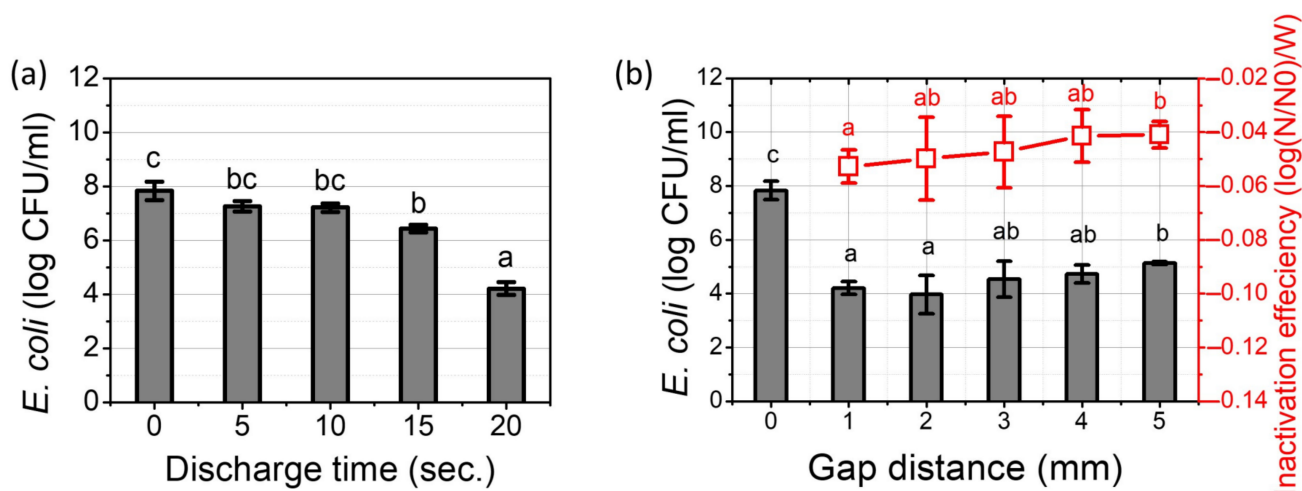 (a)
E. coli (log CFU/ml)
12
10
8
6
4
2
0
c
bc
bc
b
a
0 5 10 15 20
Discharge time (sec.)
(b)
E. coli (log CFU/ml)
12
10
8
6
4
2
0
a
ab
ab
ab
b
c
a
a
ab
ab
b
0 1 2 3 4 5
Gap distance (mm)
−0.02
−0.04
−0.06
−0.08
−0.10
−0.12
−0.14
nactivation effeciency (log(N/N0)/W)